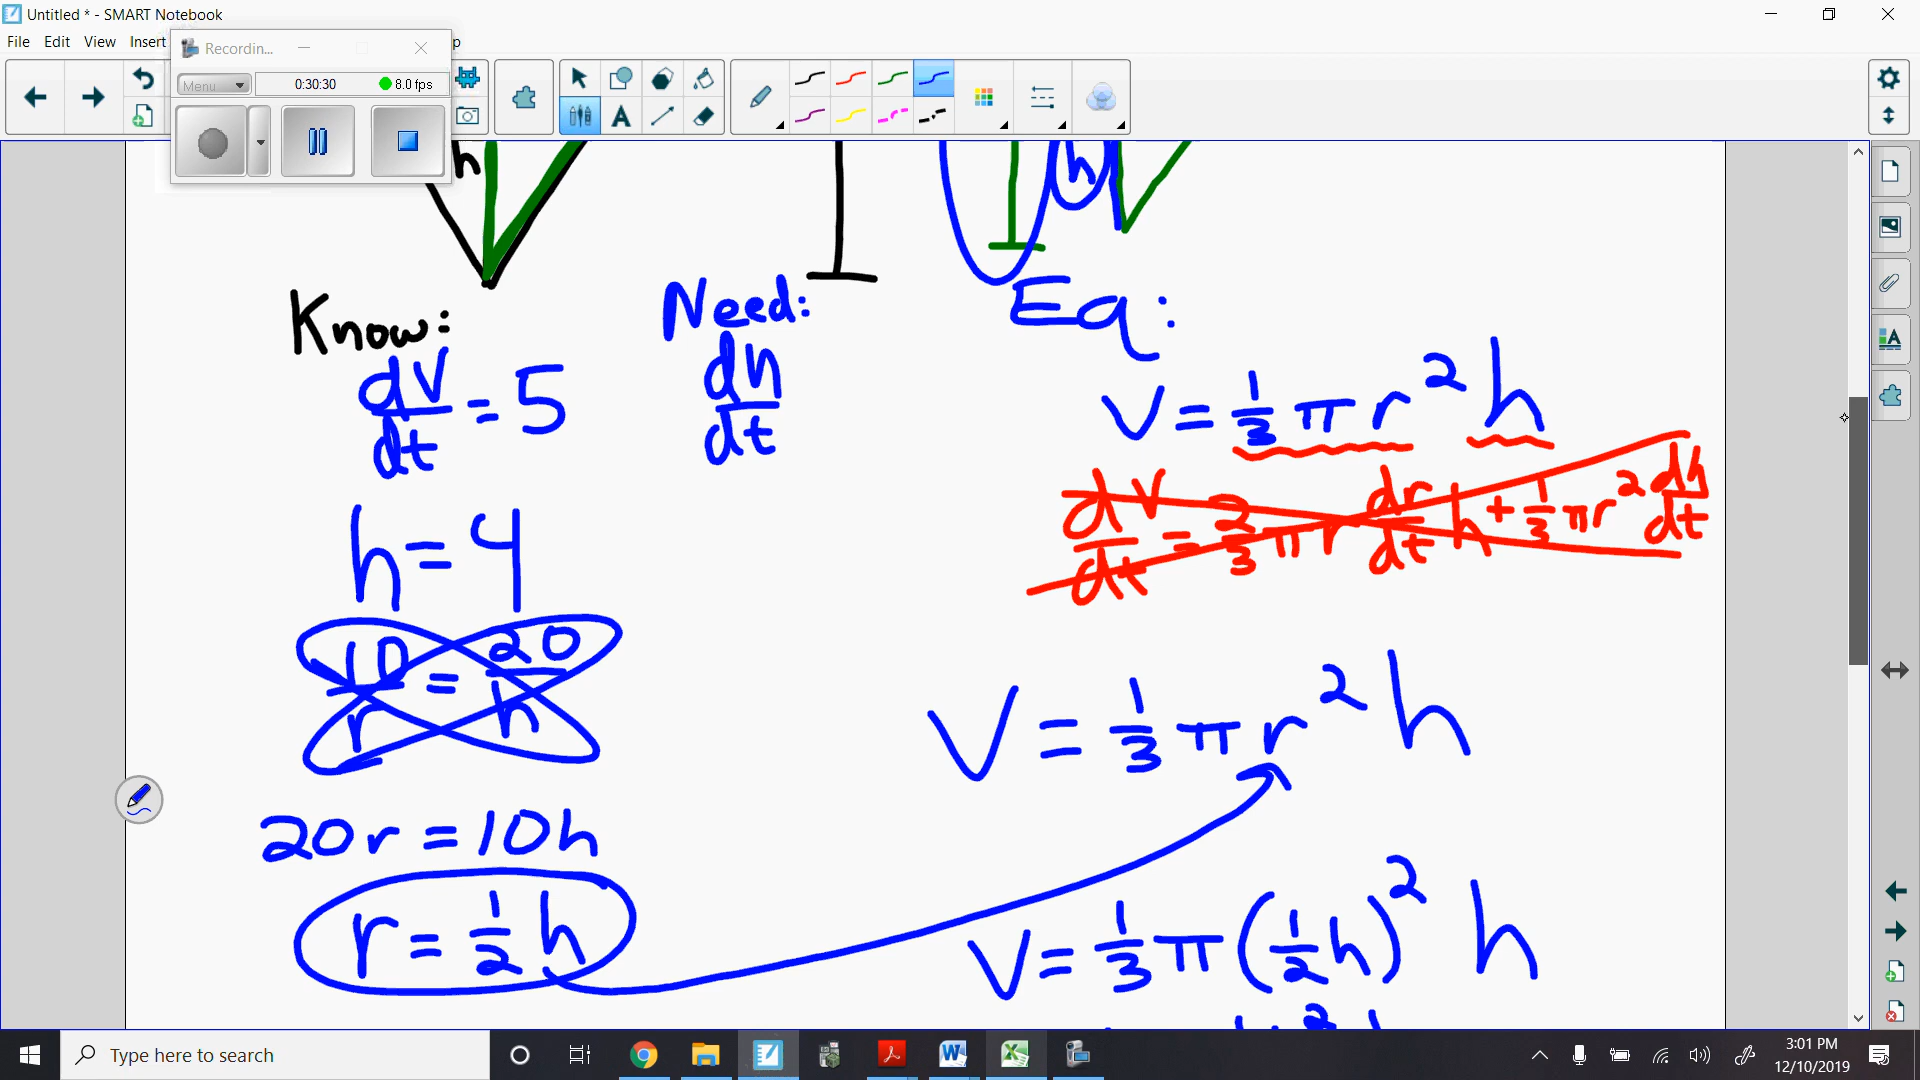 Untitled * - SMART Notebook
File Edit View Insert p
Recordin...
Menu 0:30:30 8.0 fps
h h
Know: Need: Eq:
dV/dt = 5 dh/dt V = 1/3 π r² h
dV/dt = 2/3 π r dr/dt h + 1/3 π r² dh/dt
h = 4
10/r = 20/h V = 1/3 π r² h
20r = 10h
r = 1/2 h V = 1/3 π (1/2 h)² h
Type here to search
3:01 PM
12/10/2019